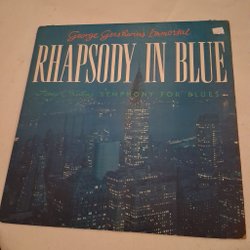 George Gershwin's Immortal
RHAPSODY IN BLUE
SYMPHONY FOR BLUES